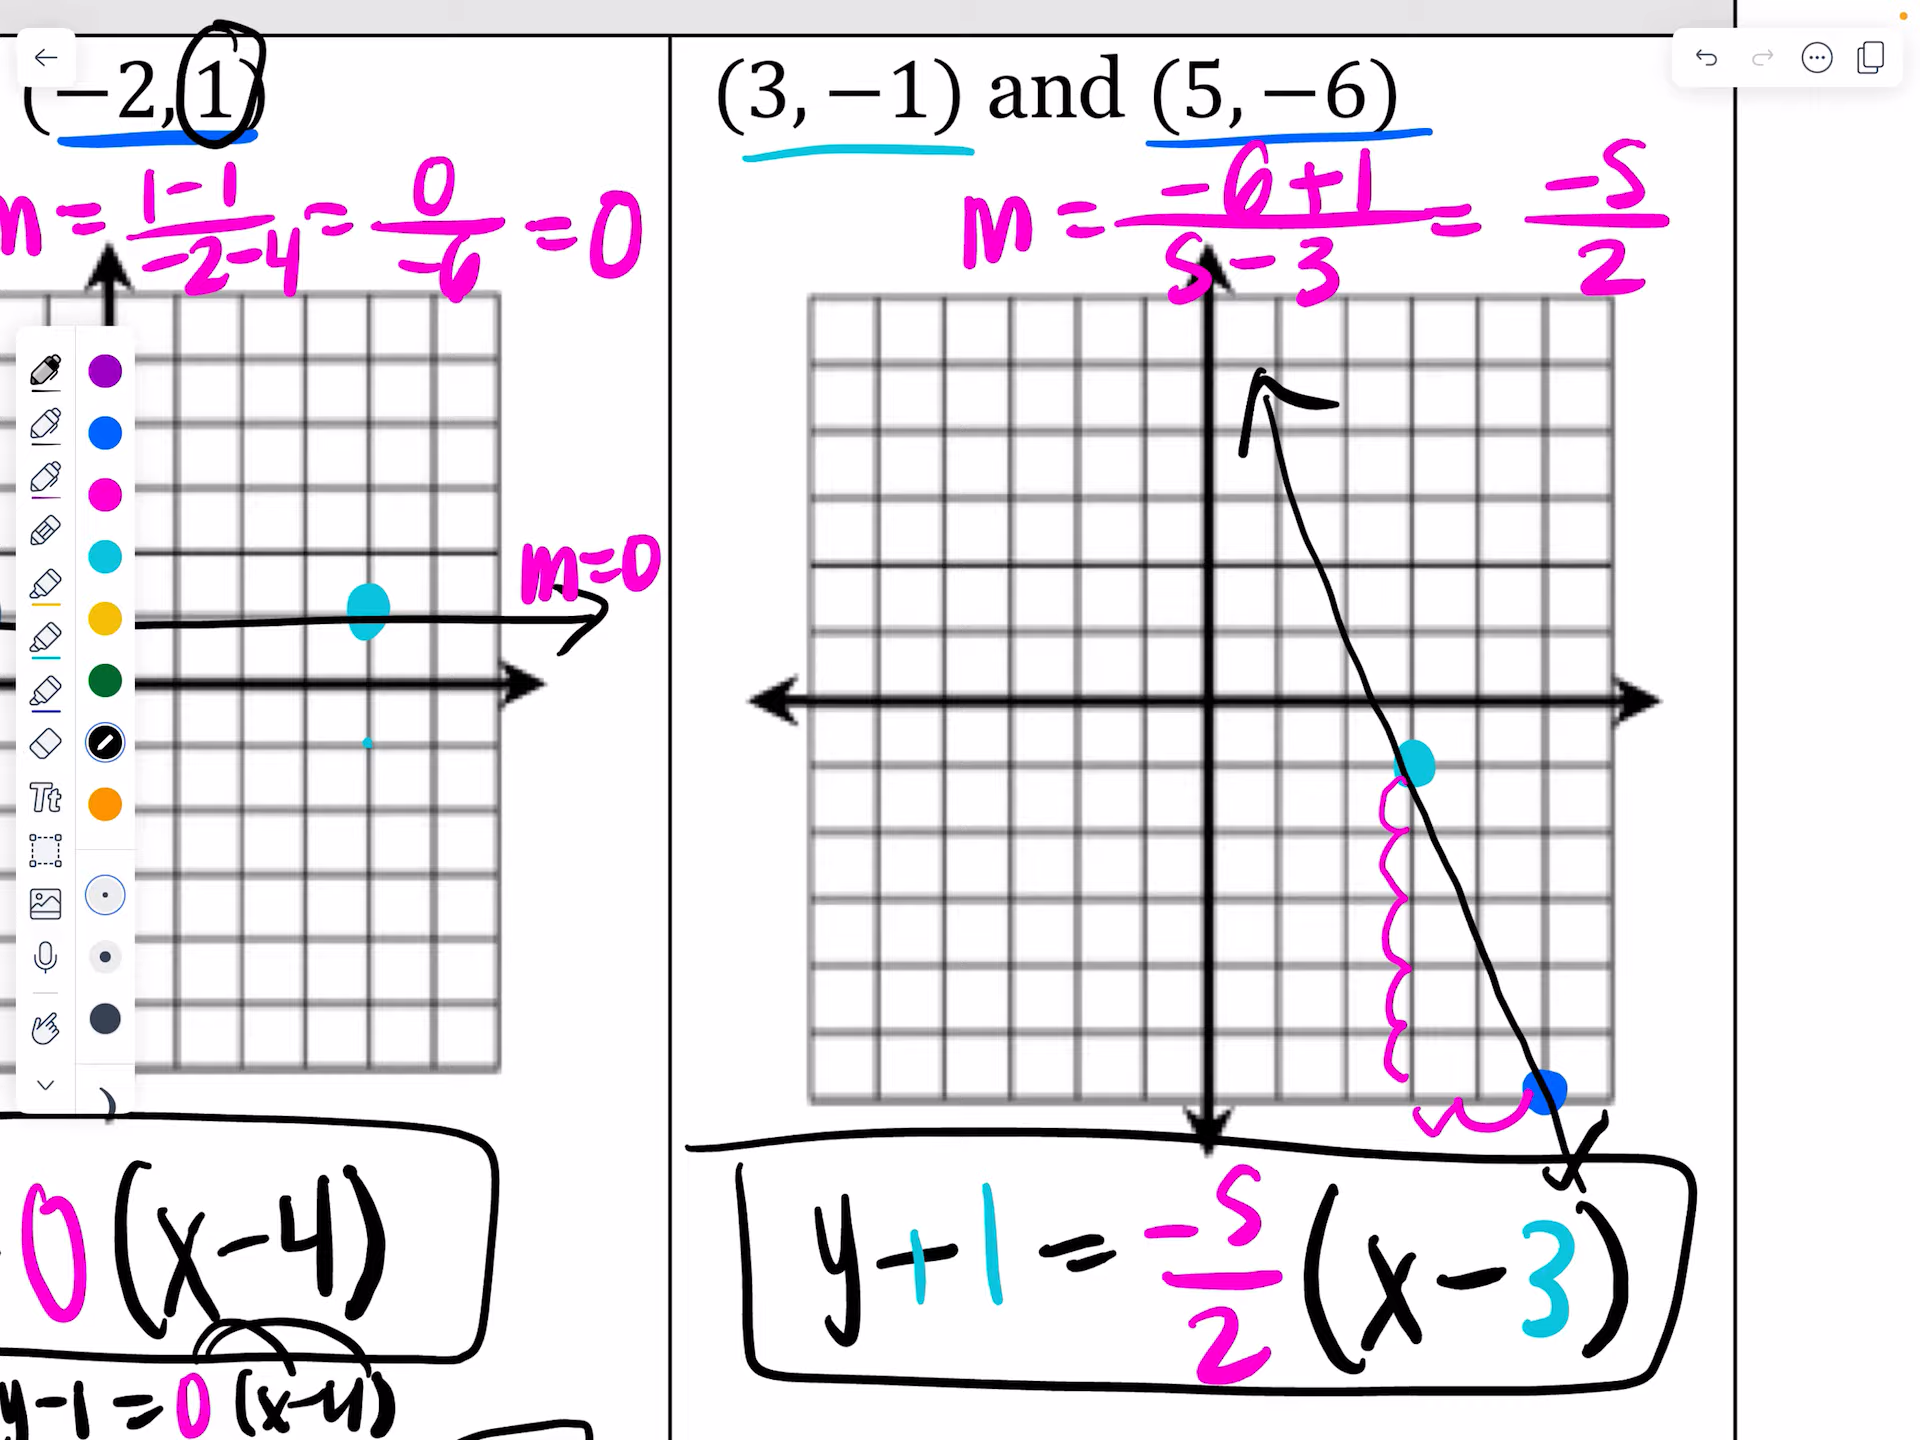 (−2, 1)
m = 1-1/-2-4 = 0/-6 = 0
m=0
0(x-4)
y-1=0(x-4)
(3, −1) and (5, −6)
m = -6+1/5-3 = -5/2
y+1 = -5/2(x-3)
Tt